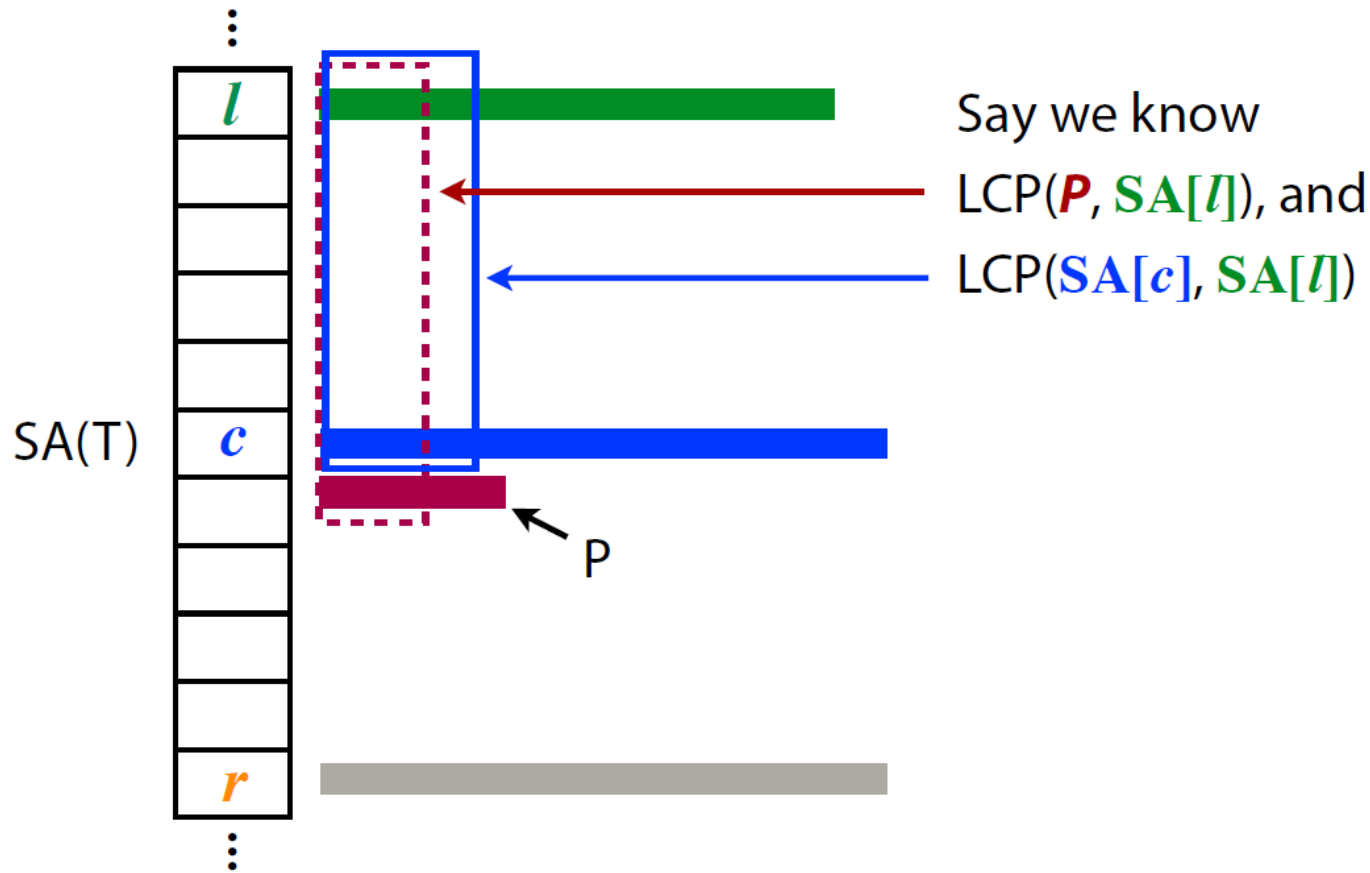 ⋮
l
Say we know
LCP(P, SA[l]), and
LCP(SA[c], SA[l])
SA(T)
c
P
r
⋮